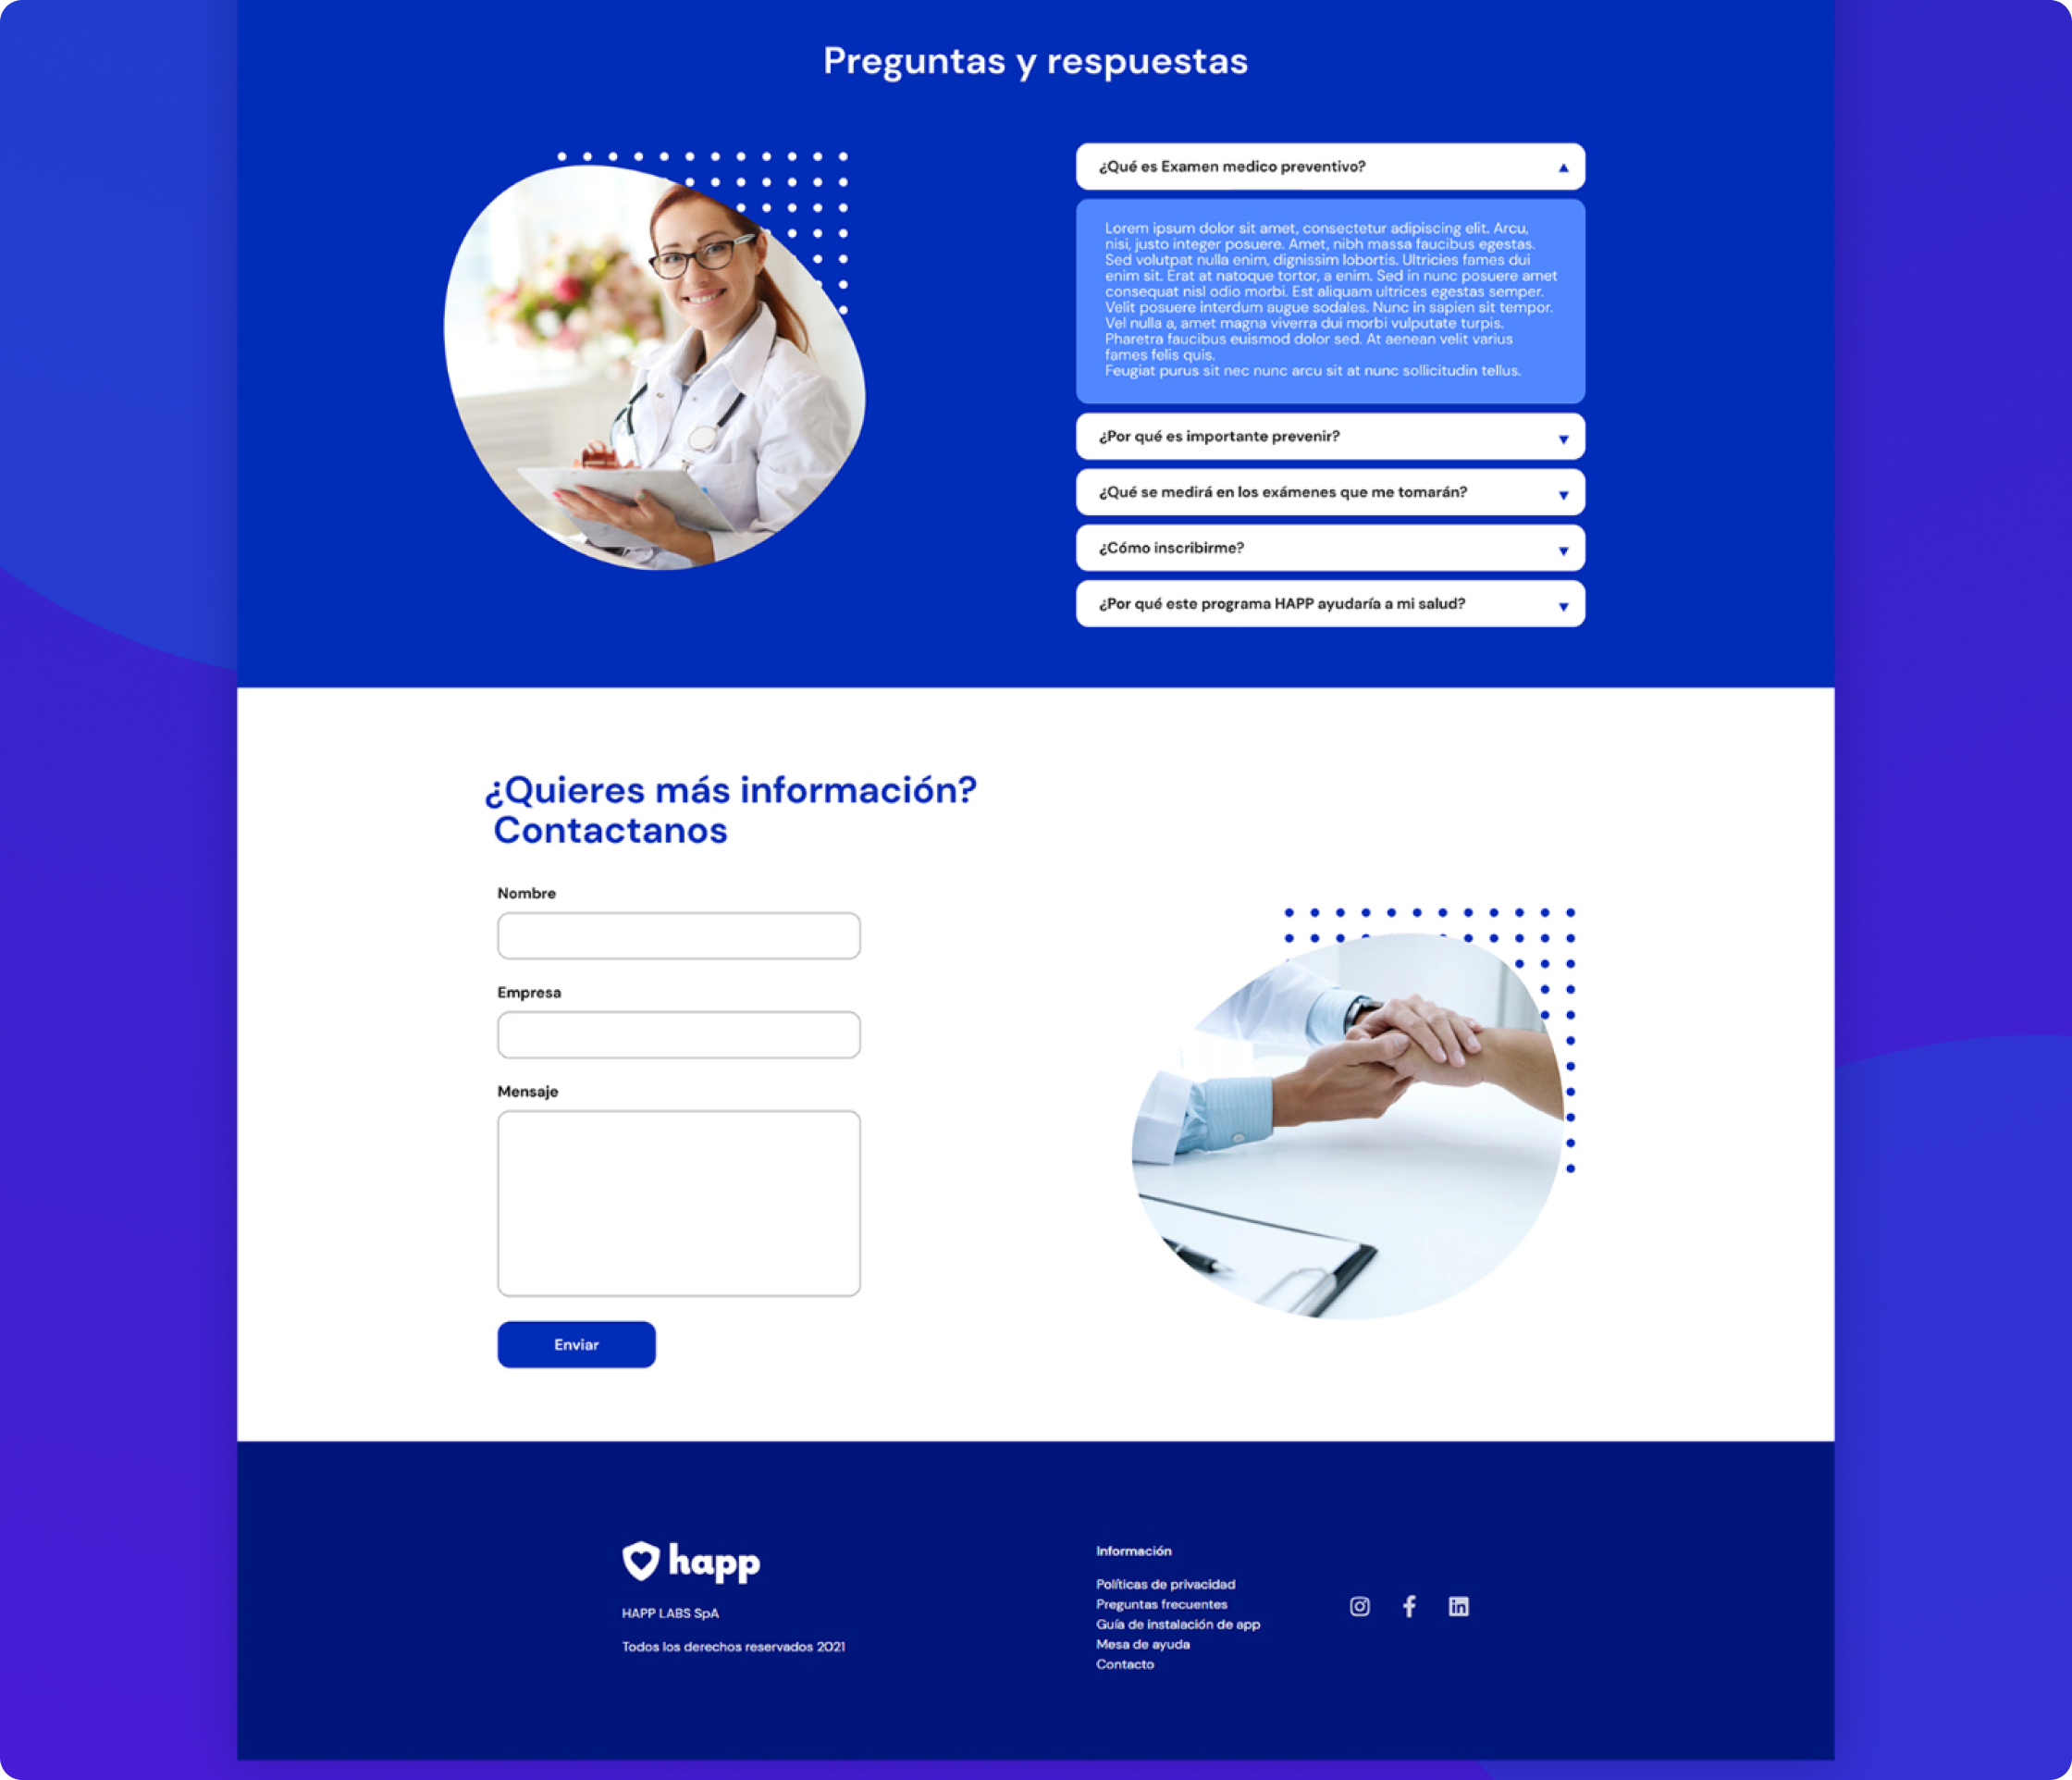 Preguntas y respuestas
¿Qué es Examen medico preventivo?
Lorem ipsum dolor sit amet, consectetur adipiscing elit. Arcu,
nisi, justo integer posuere. Amet, nibh massa faucibus egestas.
Sed volutpat nulla enim, dignissim lobortis. Ultricies fames dui
enim sit. Erat at natoque tortor, a enim. Sed in nunc posuere amet
consequat nisl odio morbi. Est aliquam ultrices egestas semper.
Velit posuere interdum augue sodales. Nunc in sapien sit tempor.
Vel nulla a, amet magna viverra dui morbi vulputate turpis.
Pharetra faucibus euismod dolor sed. At aenean velit varius
fames felis quis.
Feugiat purus sit nec nunc arcu sit at nunc sollicitudin tellus.
¿Por qué es importante prevenir?
¿Qué se medirá en los exámenes que me tomarán?
¿Cómo inscribirme?
¿Por qué este programa HAPP ayudaría a mi salud?
¿Quieres más información?
Contactanos
Nombre
Empresa
Mensaje
Enviar
happ
HAPP LABS SpA
Todos los derechos reservados 2021
Información
Políticas de privacidad
Preguntas frecuentes
Guía de instalación de app
Mesa de ayuda
Contacto